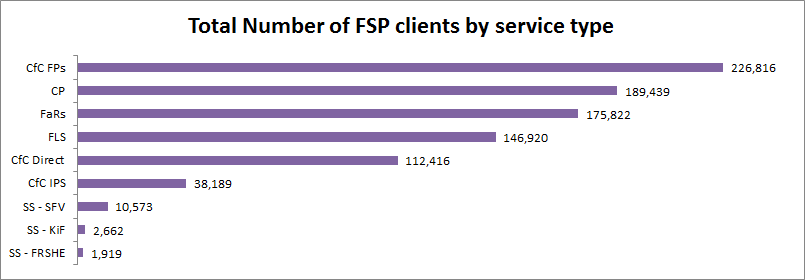 Total Number of FSP clients by service type
CfC FPs 226,816
CP 189,439
FaRs 175,822
FLS 146,920
CfC Direct 112,416
CfC IPS 38,189
SS - SFV 10,573
SS - KiF 2,662
SS - FRSHE 1,919